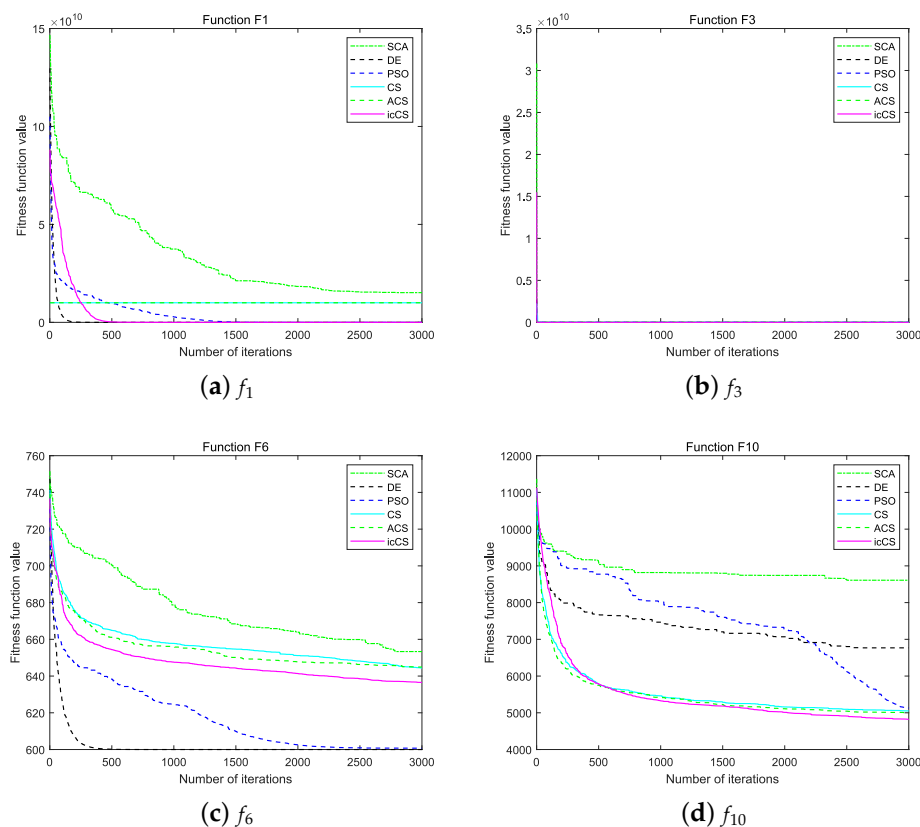 Function F1
×10^10
15
10
5
0
0 500 1000 1500 2000 2500 3000
Fitness function value
Number of iterations
SCA
DE
PSO
CS
ACS
icCS
(a) f1
Function F3
×10^10
3.5
3
2.5
2
1.5
1
0.5
0
0 500 1000 1500 2000 2500 3000
Fitness function value
Number of iterations
SCA
DE
PSO
CS
ACS
icCS
(b) f3
Function F6
760
740
720
700
680
660
640
620
600
0 500 1000 1500 2000 2500 3000
Fitness function value
Number of iterations
SCA
DE
PSO
CS
ACS
icCS
(c) f6
Function F10
12000
11000
10000
9000
8000
7000
6000
5000
4000
0 500 1000 1500 2000 2500 3000
Fitness function value
Number of iterations
SCA
DE
PSO
CS
ACS
icCS
(d) f10